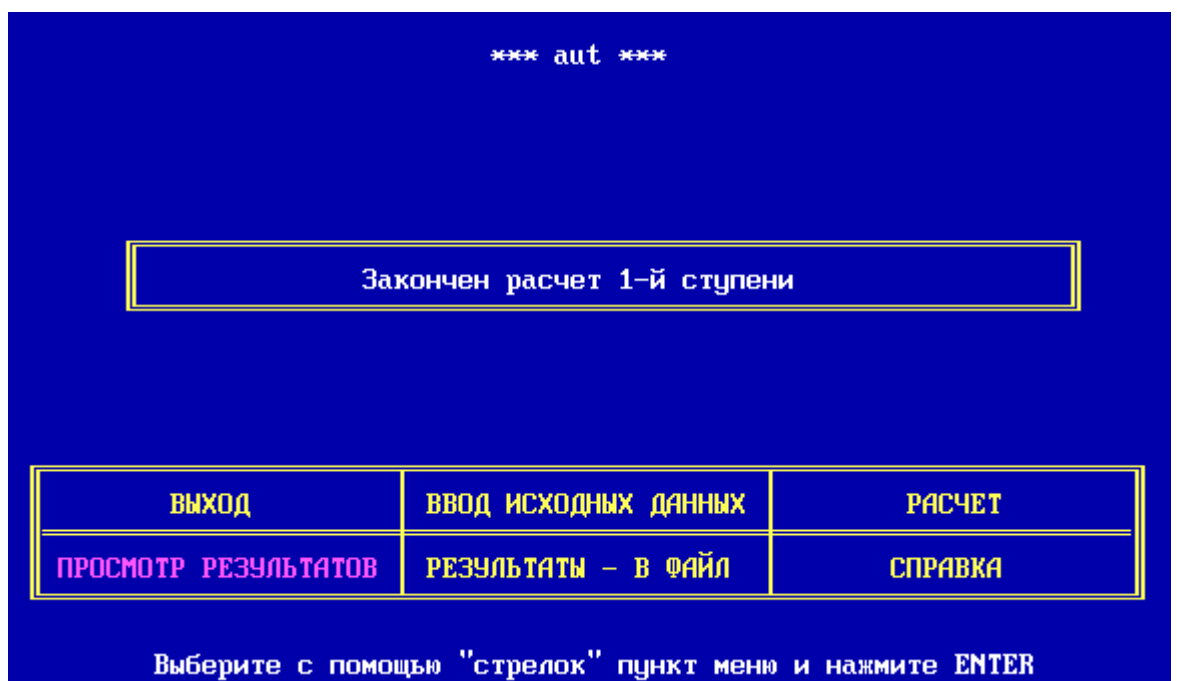 *** aut ***
Закончен расчет 1-й ступени
ВЫХОД ВВОД ИСХОДНЫХ ДАННЫХ РАСЧЕТ
ПРОСМОТР РЕЗУЛЬТАТОВ РЕЗУЛЬТАТЫ - В ФАЙЛ СПРАВКА
Выберите с помощью "стрелок" пункт меню и нажмите ENTER